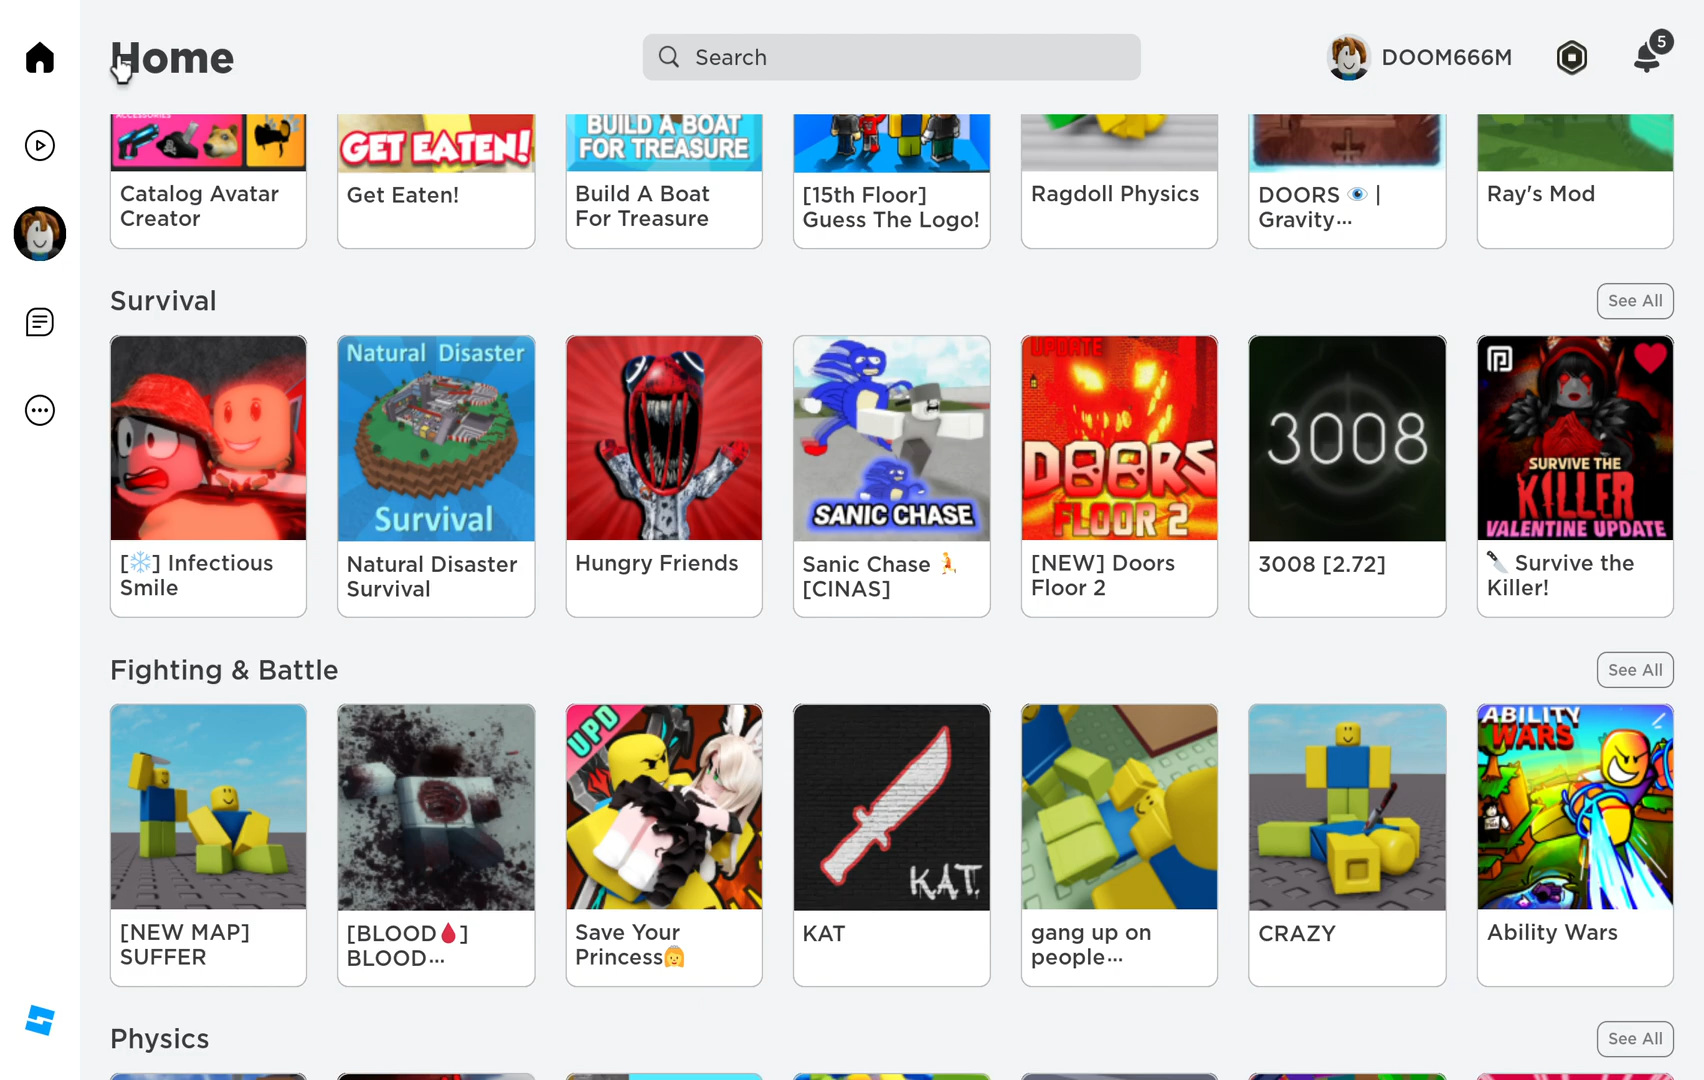 Home
Search
DOOM666M
5
ACCESSORIES
GET EATEN!
BUILD A BOAT
FOR TREASURE
Catalog Avatar
Creator
Get Eaten!
Build A Boat
For Treasure
[15th Floor]
Guess The Logo!
Ragdoll Physics
DOORS 👁️ |
Gravity...
Ray's Mod
Survival
See All
Natural Disaster
Survival
SANIC CHASE
UPDATE
DOORS
FLOOR 2
3008
SURVIVE THE
KILLER
VALENTINE UPDATE
[❄️] Infectious
Smile
Natural Disaster
Survival
Hungry Friends
Sanic Chase 🏃
[CINAS]
[NEW] Doors
Floor 2
3008 [2.72]
🔪 Survive the
Killer!
Fighting & Battle
See All
UPD
KAT.
ABILITY
WARS
[NEW MAP]
SUFFER
[BLOOD🩸]
BLOOD...
Save Your
Princess👸
KAT
gang up on
people...
CRAZY
Ability Wars
Physics
See All